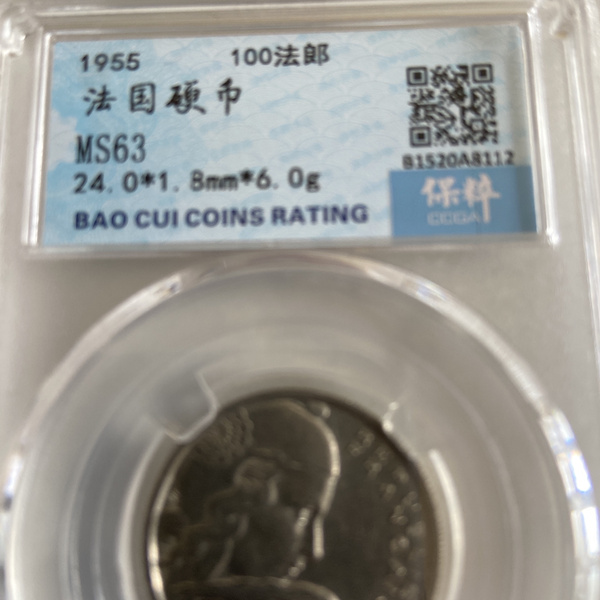 1955 100法郎
法国硬币
MS63
B1520A8112
24.0*1.8mm*6.0g
保粹
CCGA
BAO CUI COINS RATING